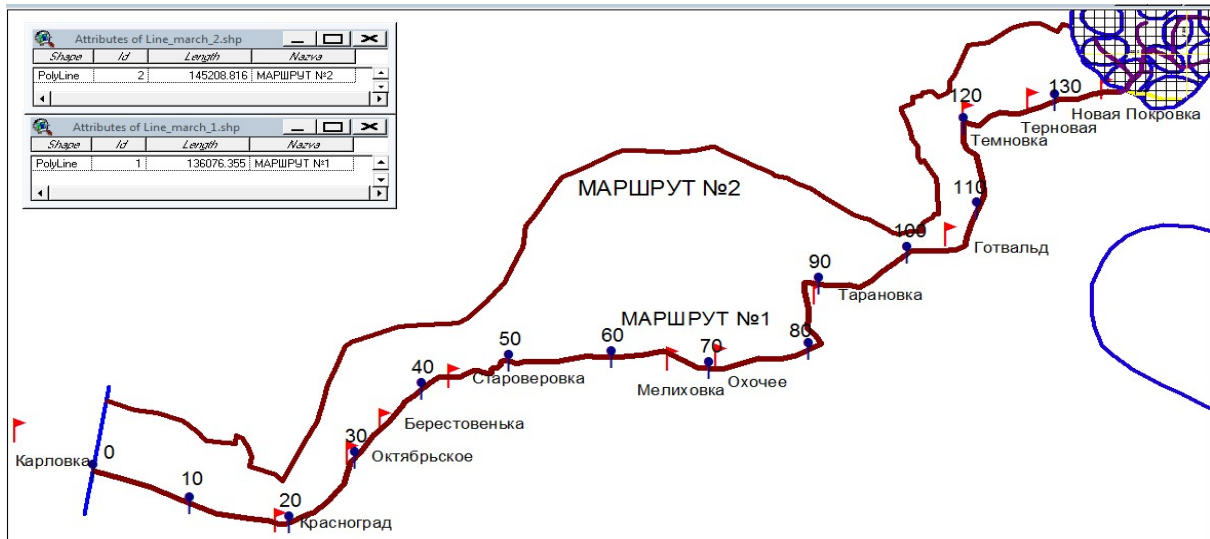 Attributes of Line_march_2.shp
Shape Id Length Nazva
PolyLine 2 145208.816 МАРШРУТ №2
Attributes of Line_march_1.shp
Shape Id Length Nazva
PolyLine 1 136076.355 МАРШРУТ №1
МАРШРУТ №2
МАРШРУТ №1
130
Новая Покровка
Терновая
120
Темновка
110
Готвальд
100
90
Тарановка
80
70
Охочее
Мелиховка
60
50
Староверовка
40
Берестовенька
30
Октябрьское
20
Красноград
10
0
Карловка